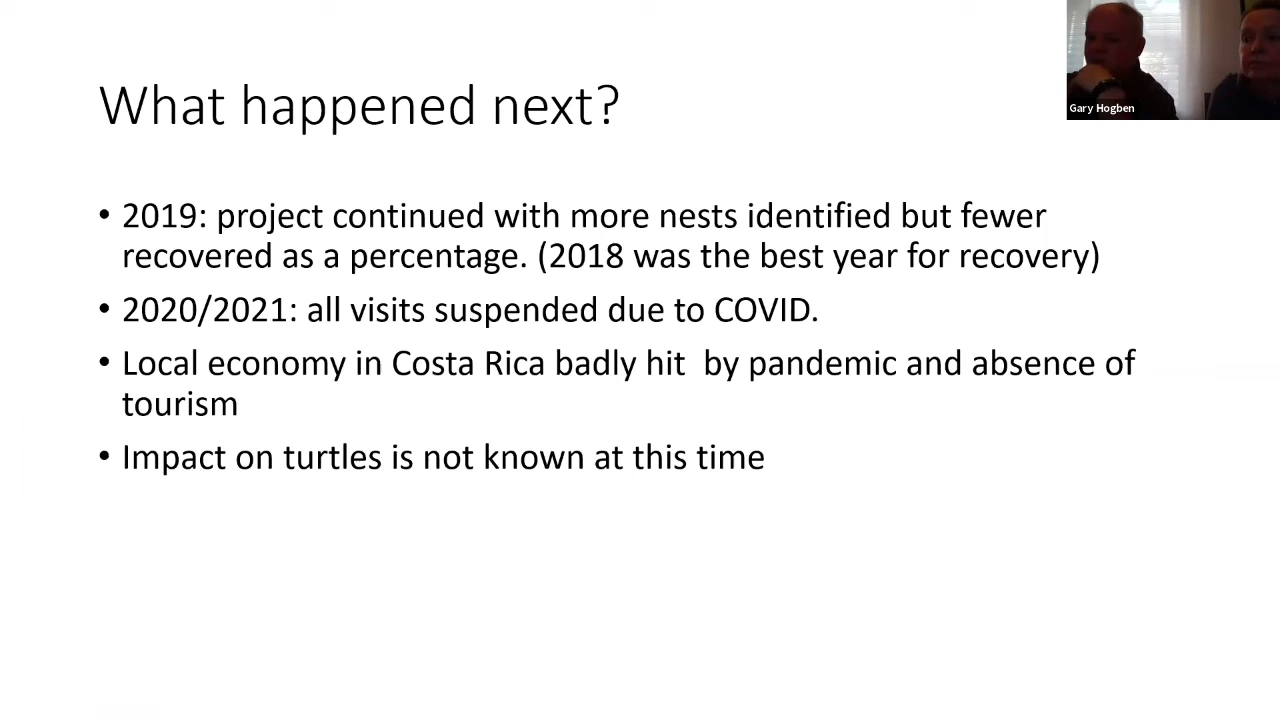 What happened next?
Gary Hogben
• 2019: project continued with more nests identified but fewer
recovered as a percentage. (2018 was the best year for recovery)
• 2020/2021: all visits suspended due to COVID.
• Local economy in Costa Rica badly hit  by pandemic and absence of
tourism
• Impact on turtles is not known at this time